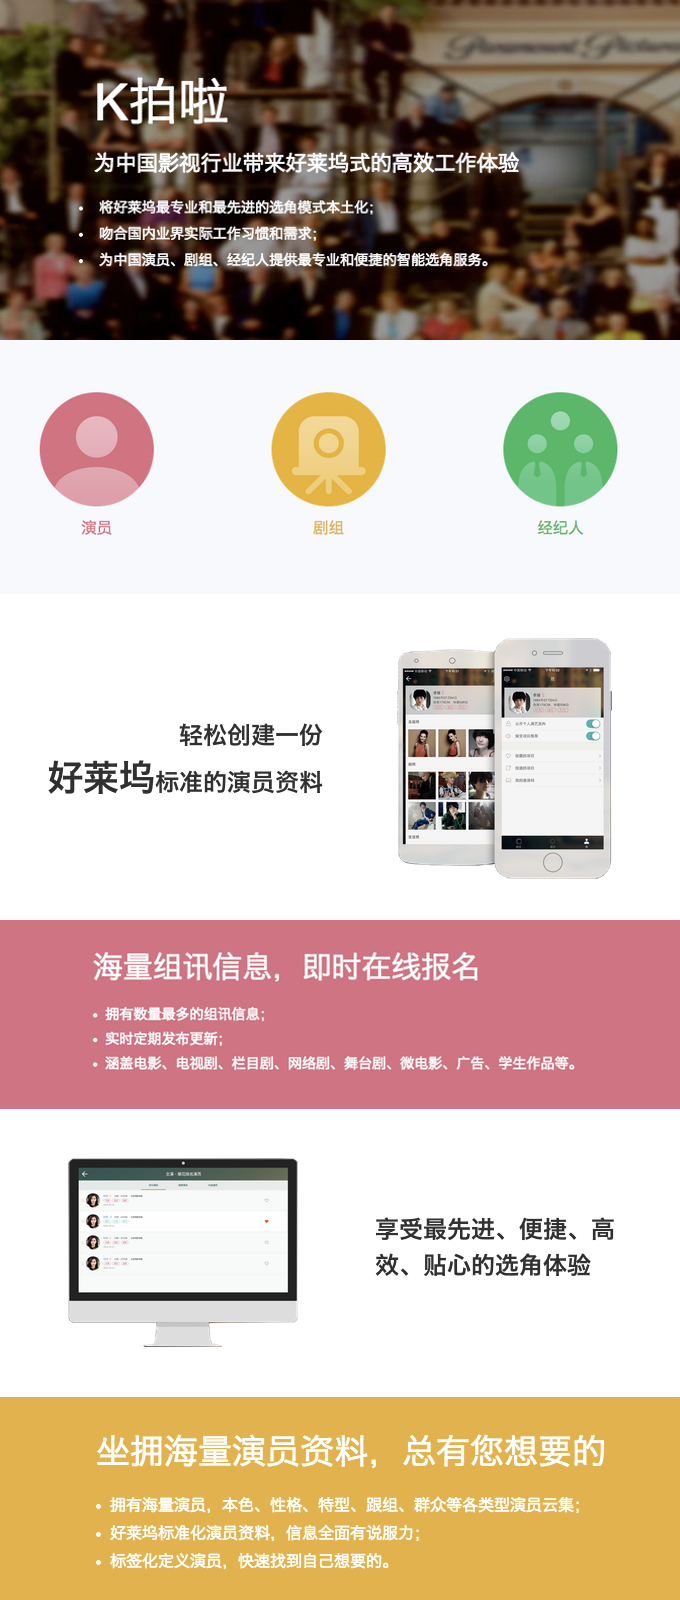 Paramount Pictures
K拍啦
为中国影视行业带来好莱坞式的高效工作体验
• 将好莱坞最专业和最先进的选角模式本土化；
• 吻合国内业界实际工作习惯和需求；
• 为中国演员、剧组、经纪人提供最专业和便捷的智能选角服务。
演员
剧组
经纪人
轻松创建一份
好莱坞标准的演员资料
海量组讯信息，即时在线报名
• 拥有数量最多的组讯信息；
• 实时定期发布更新；
• 涵盖电影、电视剧、栏目剧、网络剧、舞台剧、微电影、广告、学生作品等。
享受最先进、便捷、高
效、贴心的选角体验
坐拥海量演员资料，总有您想要的
• 拥有海量演员，本色、性格、特型、跟组、群众等各类型演员云集；
• 好莱坞标准化演员资料，信息全面有说服力；
• 标签化定义演员，快速找到自己想要的。